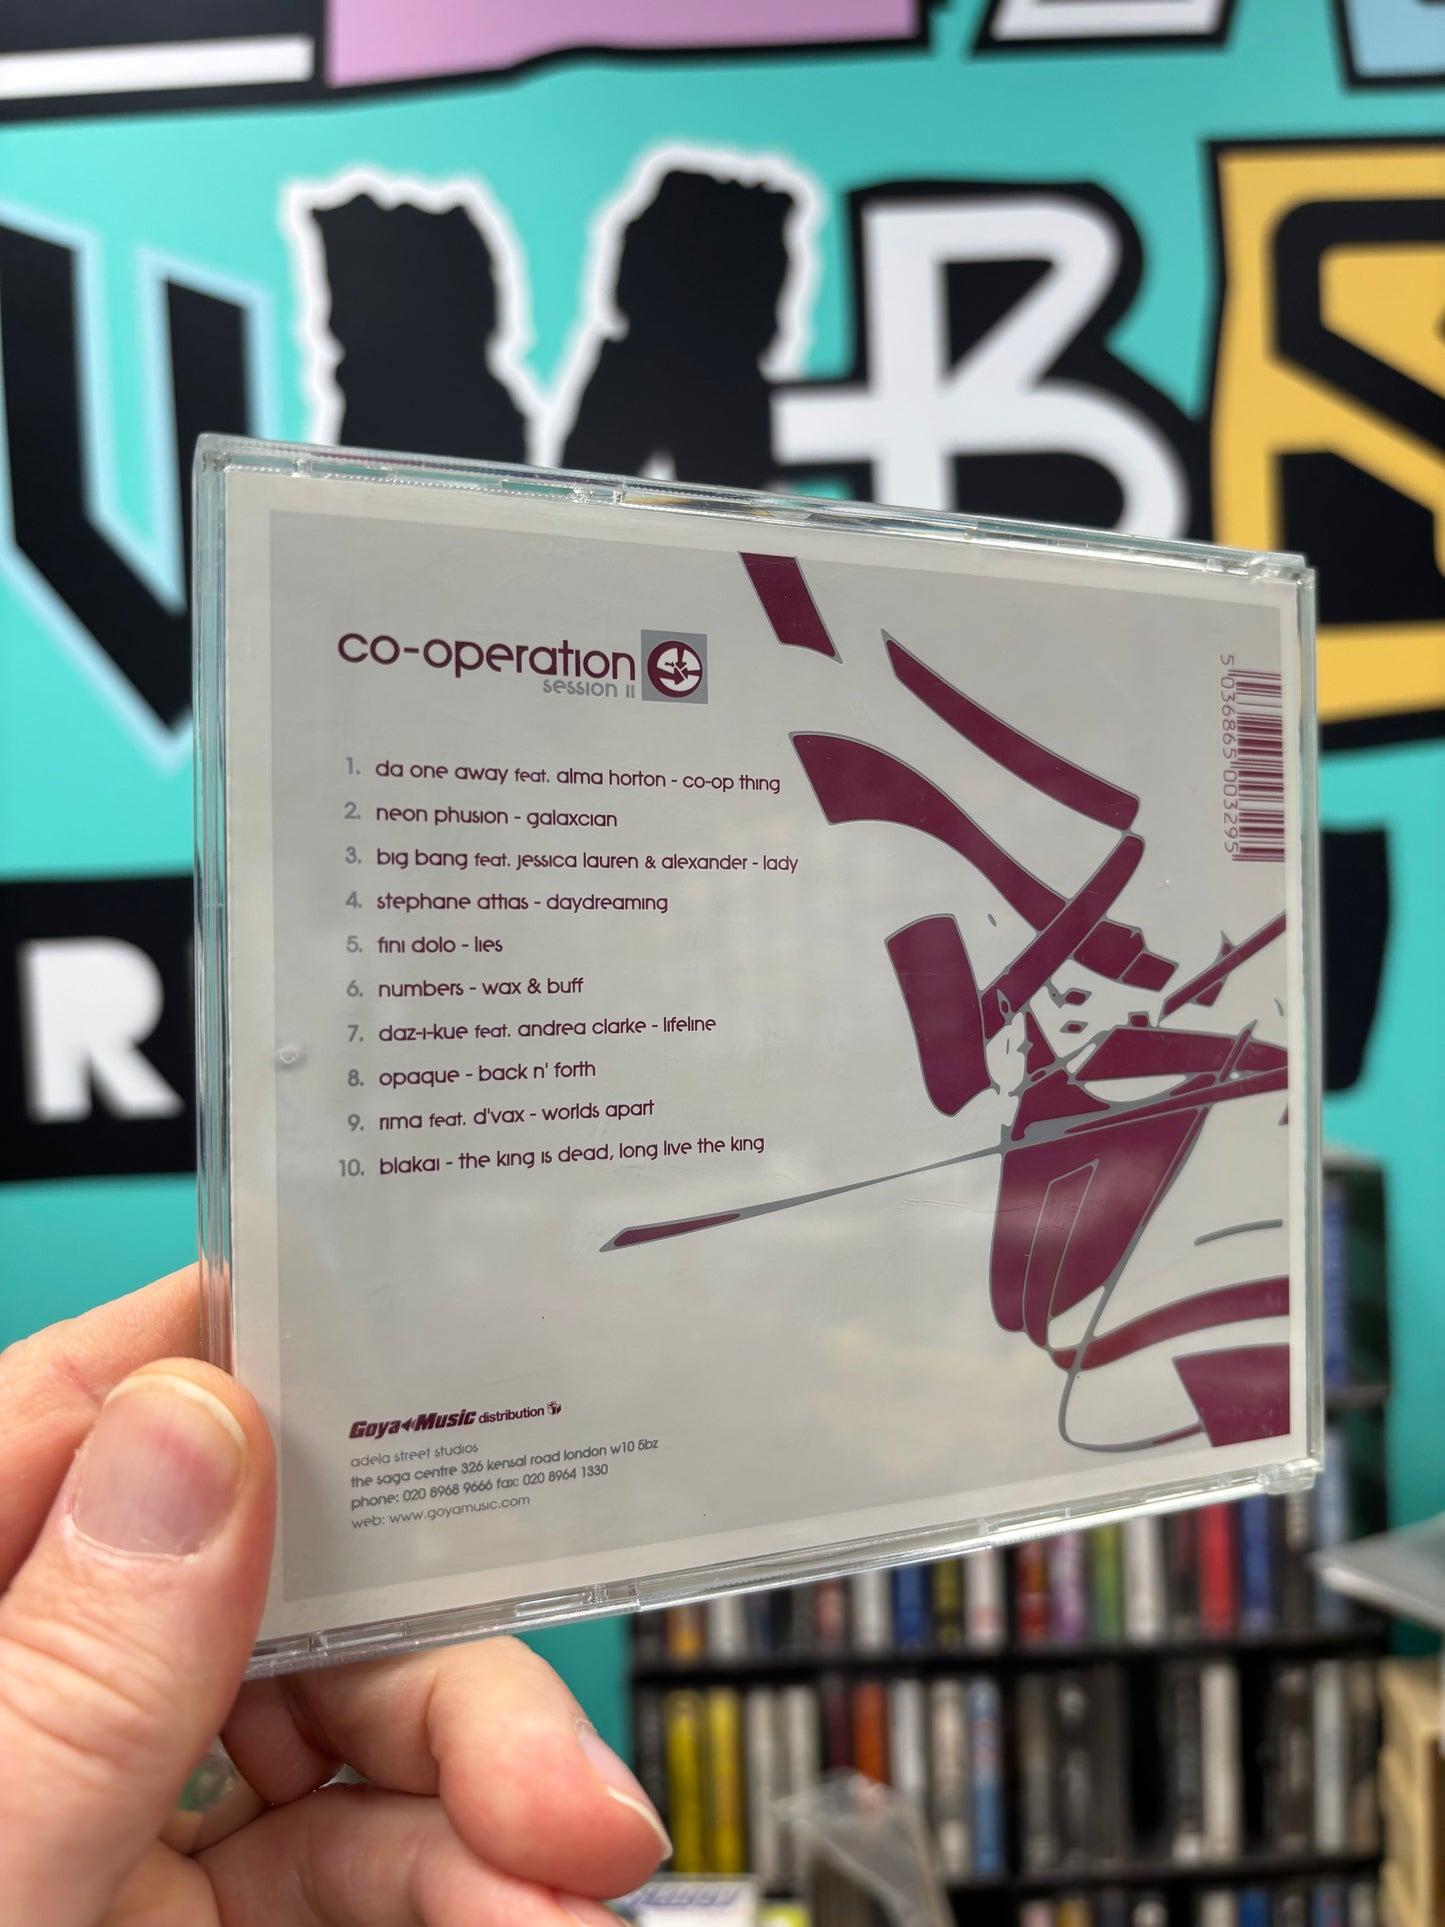 co-operation
session II
1. da one away feat. alma horton - co-op thing
2. neon phusion - galaxcian
3. big bang feat. jessica lauren & alexander - lady
4. stephane attias - daydreaming
5. fini dolo - lies
6. numbers - wax & buff
7. daz-i-kue feat. andrea clarke - lifeline
8. opaque - back n' forth
9. rima feat. d'vax - worlds apart
10. blakai - the king is dead, long live the king
5 036865 003295
Goya Music distribution
adela street studios
the saga centre 326 kensal road london w10 5bz
phone: 020 8968 9666 fax: 020 8964 1330
web: www.goyamusic.com